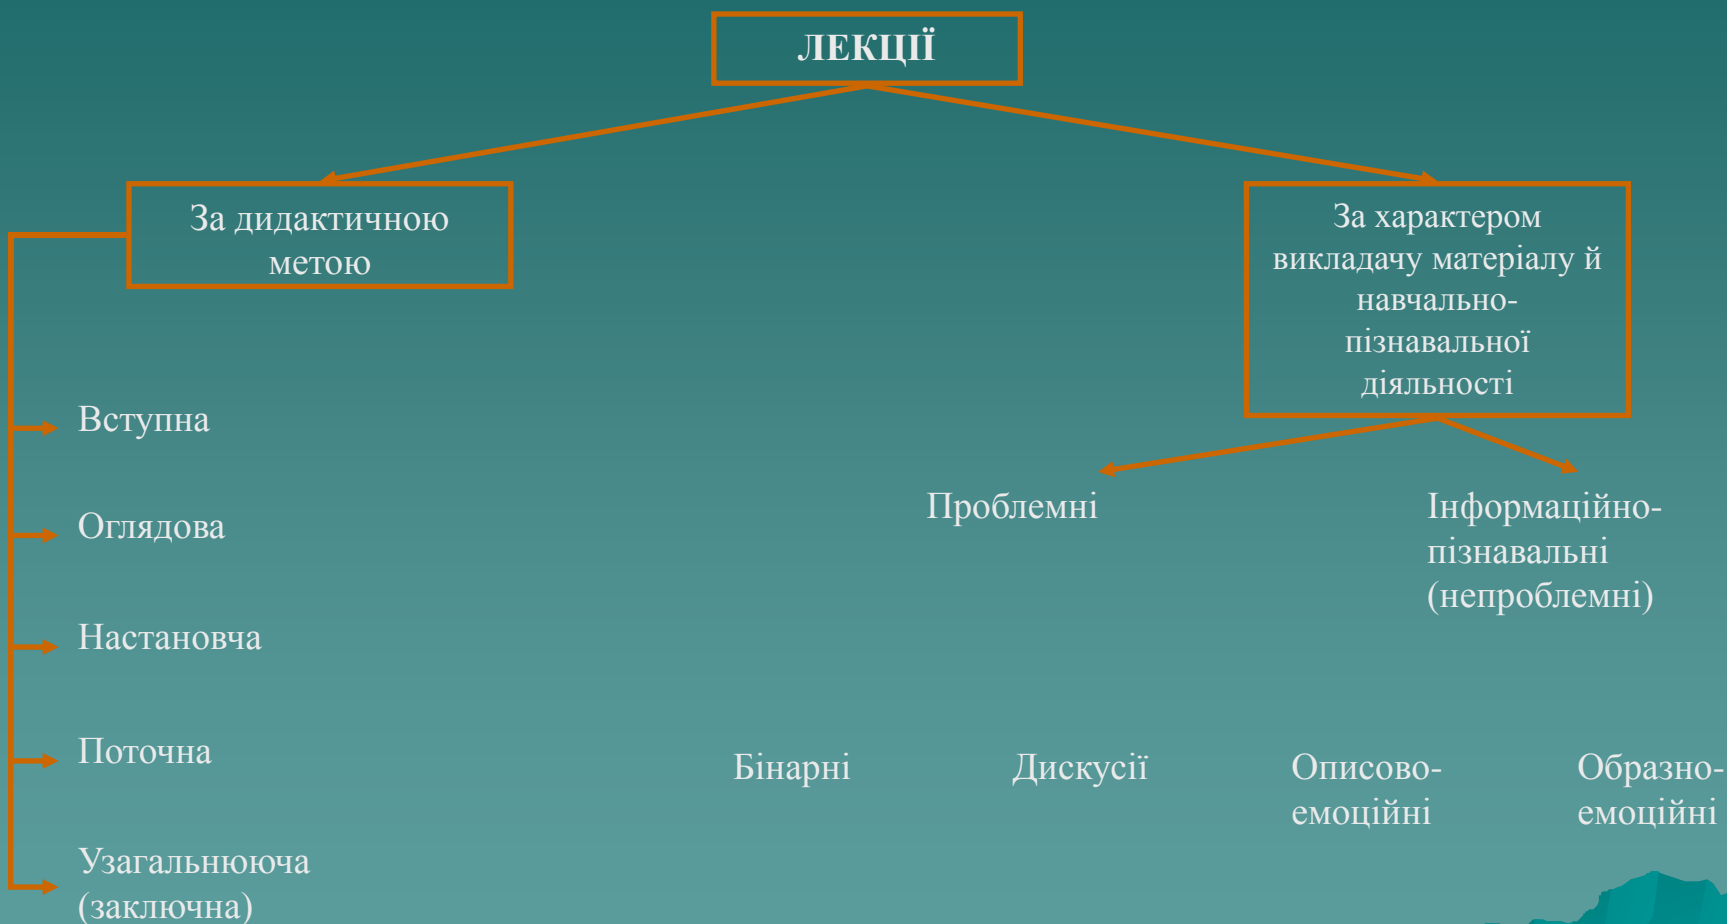 ЛЕКЦІЇ
За дидактичною
метою
За характером
викладачу матеріалу й
навчально-
пізнавальної
діяльності
Вступна
Оглядова
Настановча
Поточна
Узагальнююча
(заключна)
Проблемні
Інформаційно-
пізнавальні
(непроблемні)
Бінарні
Дискусії
Описово-
емоційні
Образно-
емоційні